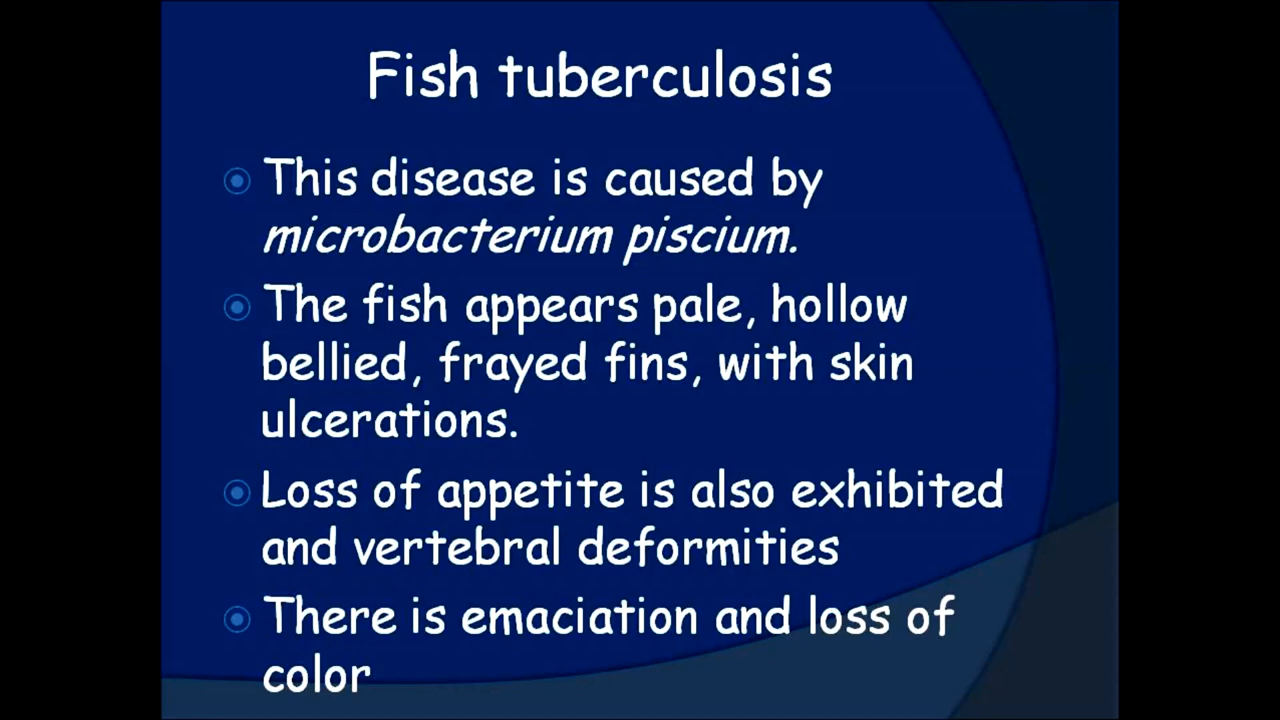 Fish tuberculosis
This disease is caused by
microbacterium piscium.
The fish appears pale, hollow
bellied, frayed fins, with skin
ulcerations.
Loss of appetite is also exhibited
and vertebral deformities
There is emaciation and loss of
color